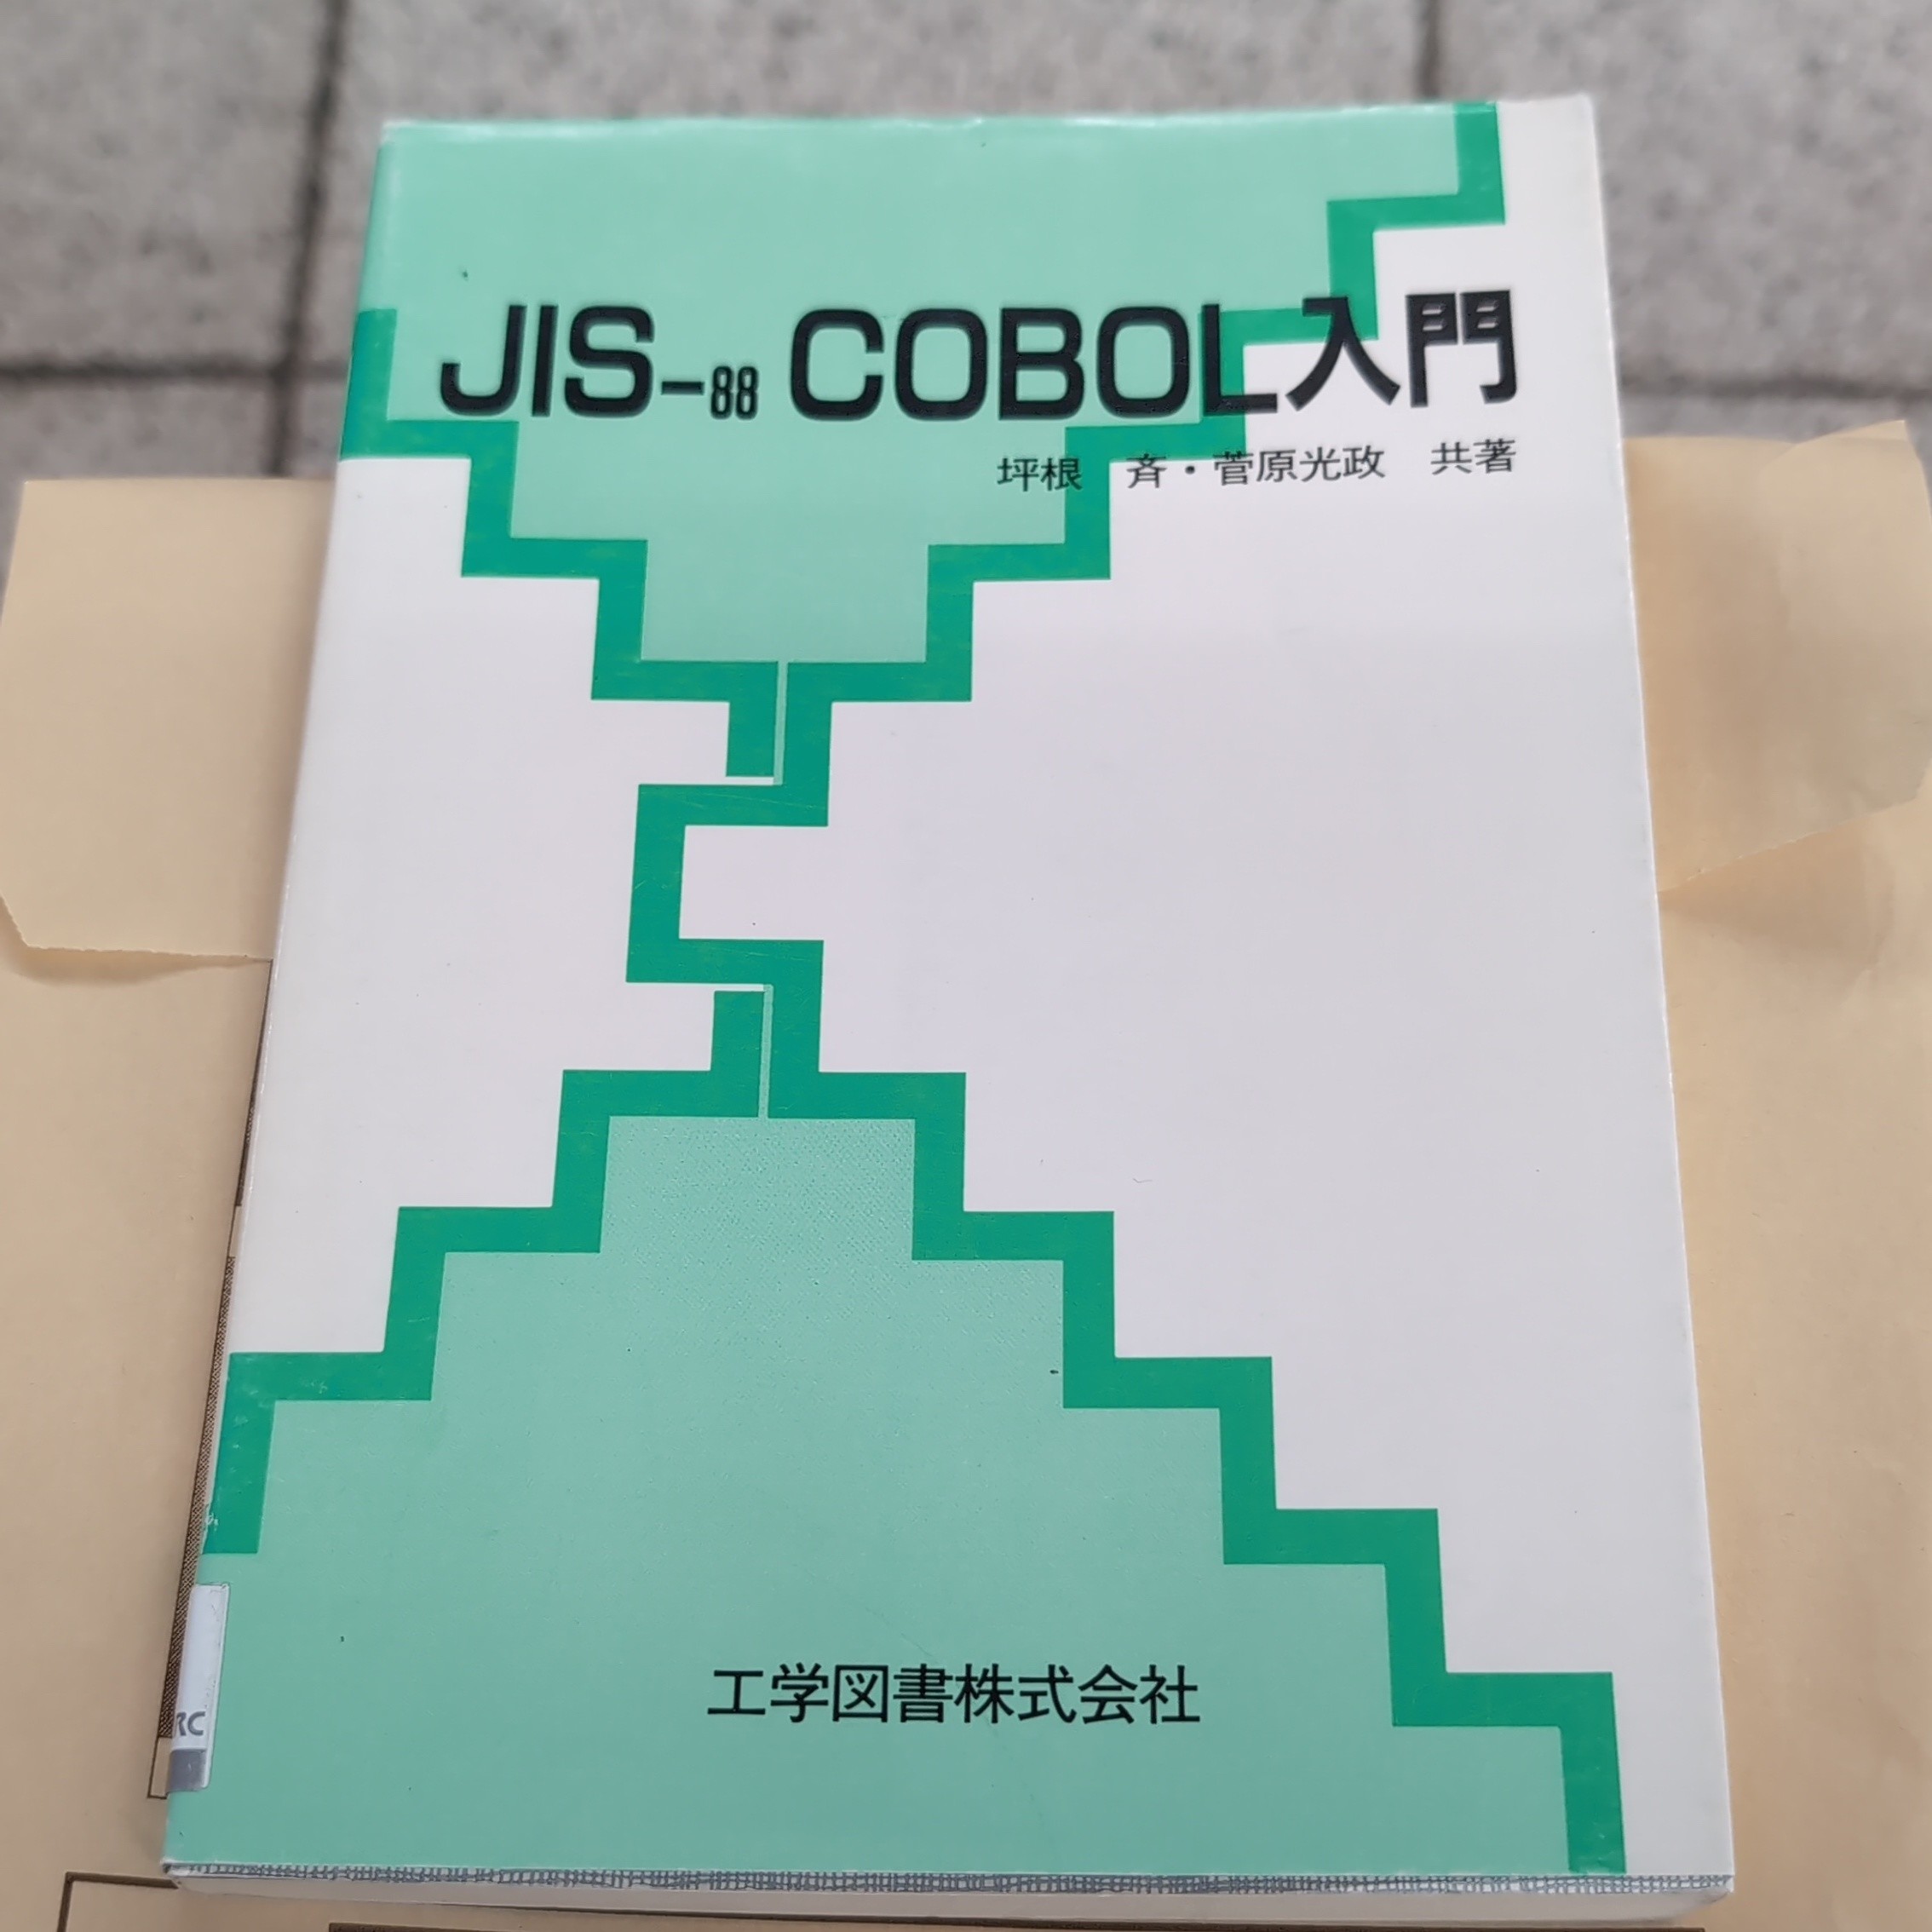 JIS-88 COBOL入門
坪根 斉・菅原光政 共著
工学図書株式会社
RC